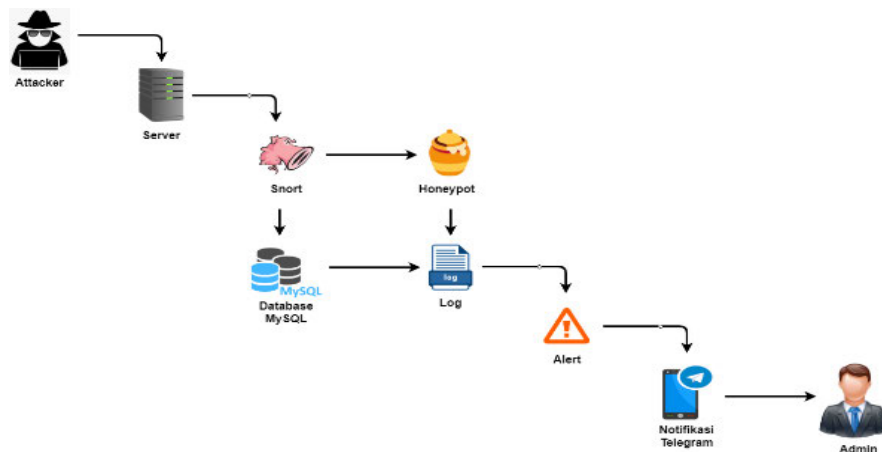 Attacker
Server
Snort
Honeypot
MySQL
Database
MySQL
log
Log
Alert
Notifikasi
Telegram
Admin